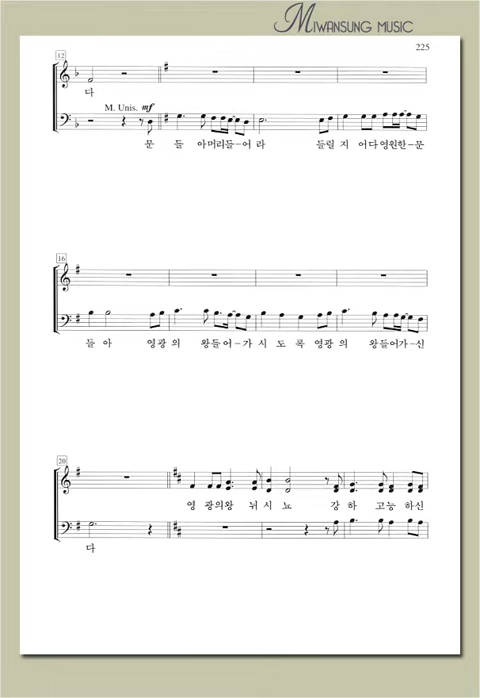 MIWANSUNG MUSIC
225
12
다
M. Unis. mf
문 들 아머리들-어 라 들릴 지 어다영원한-문
16
들 아 영광 의 왕들어-가 시 도 록 영광 의 왕들어가-신
20
영 광의왕 뉘 시 뇨 강 하 고능 하신
다